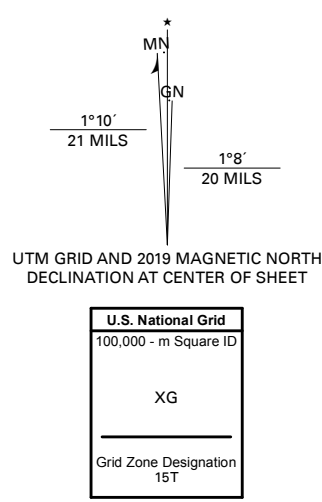 MN
GN
1°10´
21 MILS
1°8´
20 MILS
UTM GRID AND 2019 MAGNETIC NORTH
DECLINATION AT CENTER OF SHEET
U.S. National Grid
100,000 - m Square ID
XG
Grid Zone Designation
15T